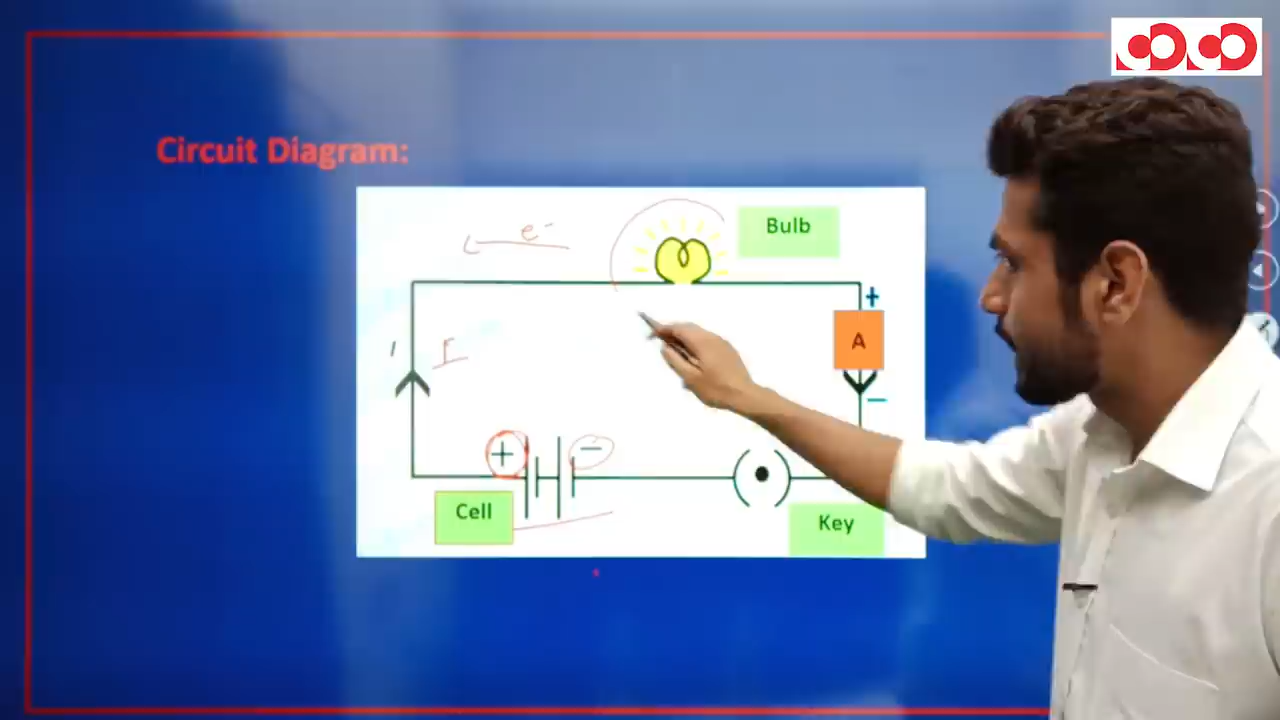 Circuit Diagram:
e-
Bulb
+
I
A
-
+ -
Cell
Key